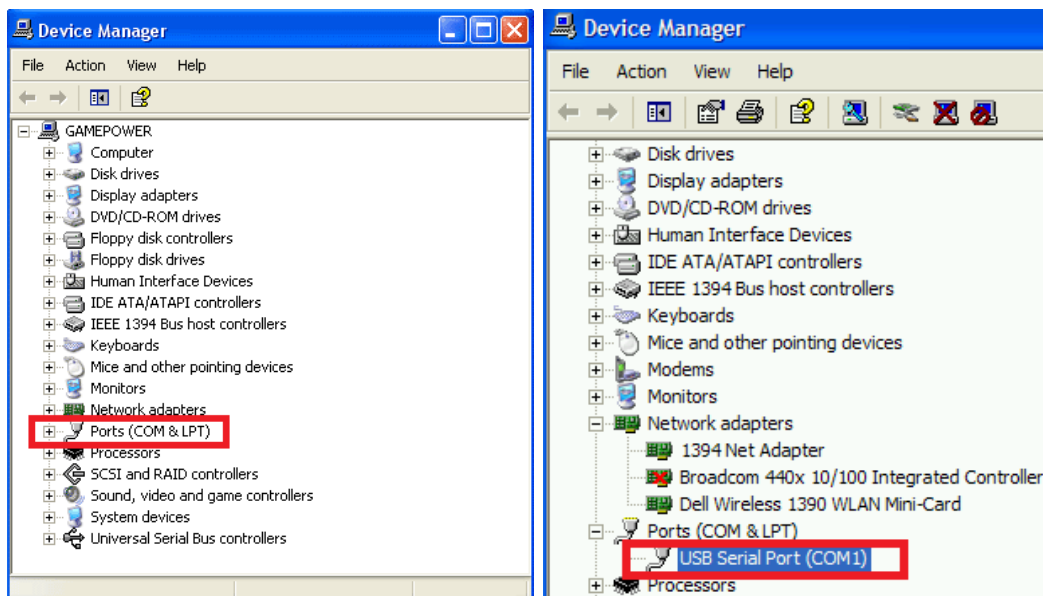 Device Manager
File Action View Help
GAMEPOWER
Computer
Disk drives
Display adapters
DVD/CD-ROM drives
Floppy disk controllers
Floppy disk drives
Human Interface Devices
IDE ATA/ATAPI controllers
IEEE 1394 Bus host controllers
Keyboards
Mice and other pointing devices
Monitors
Network adapters
Ports (COM & LPT)
Processors
SCSI and RAID controllers
Sound, video and game controllers
System devices
Universal Serial Bus controllers
Device Manager
File Action View Help
Disk drives
Display adapters
DVD/CD-ROM drives
Human Interface Devices
IDE ATA/ATAPI controllers
IEEE 1394 Bus host controllers
Keyboards
Mice and other pointing devices
Modems
Monitors
Network adapters
1394 Net Adapter
Broadcom 440x 10/100 Integrated Controller
Dell Wireless 1390 WLAN Mini-Card
Ports (COM & LPT)
USB Serial Port (COM1)
Processors